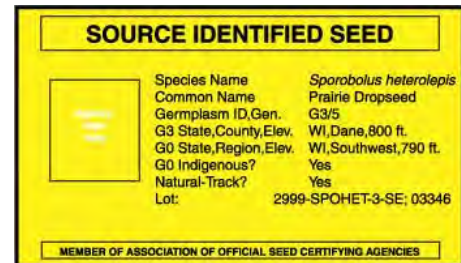 SOURCE IDENTIFIED SEED
Species Name Sporobolus heterolepis
Common Name Prairie Dropseed
Germplasm ID,Gen. G3/5
G3 State,County,Elev. WI,Dane,800 ft.
G0 State,Region,Elev. WI,Southwest,790 ft.
G0 Indigenous? Yes
Natural-Track? Yes
Lot: 2999-SPOHET-3-SE; 03346
MEMBER OF ASSOCIATION OF OFFICIAL SEED CERTIFYING AGENCIES